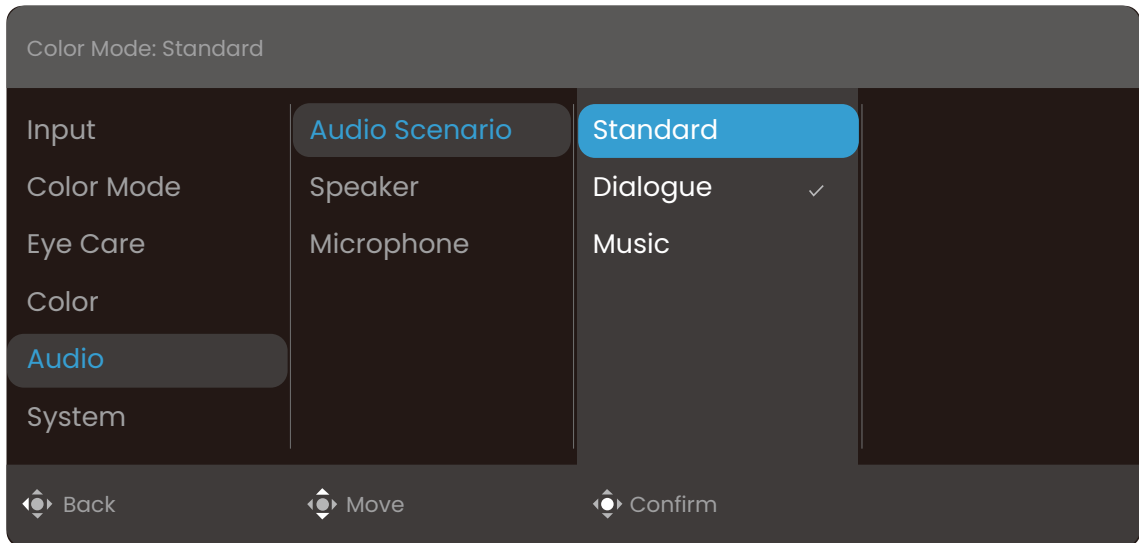 Color Mode: Standard
Input
Color Mode
Eye Care
Color
Audio
System
Audio Scenario
Speaker
Microphone
Standard
Dialogue
Music
Back
Move
Confirm